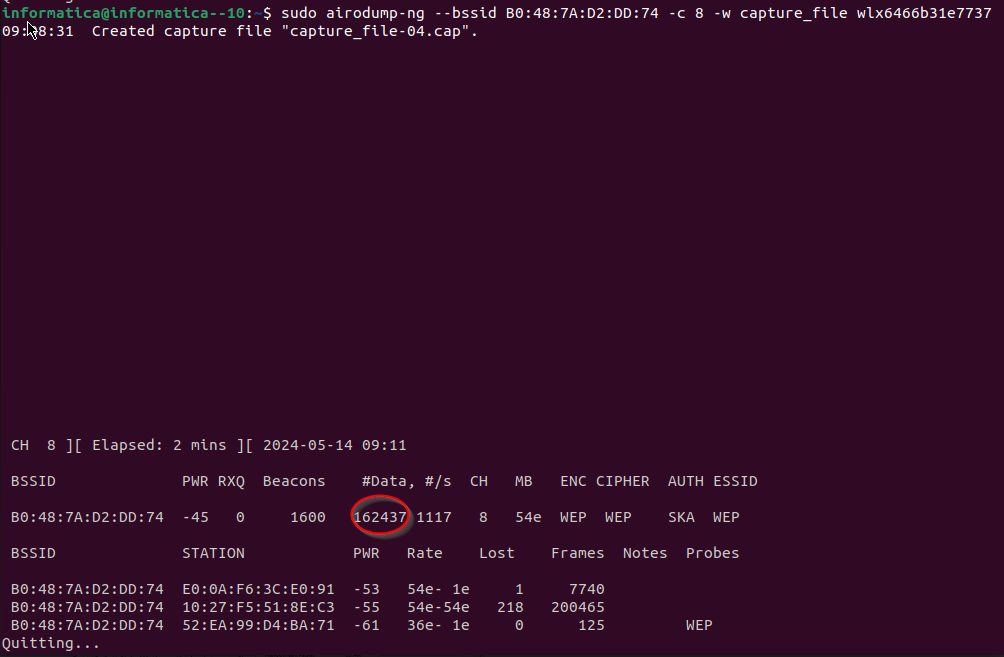 informatica@informatica--10:~$ sudo airodump-ng --bssid B0:48:7A:D2:DD:74 -c 8 -w capture_file wlx6466b31e7737
Created capture file "capture_file-04.cap".
CH 8 ][ Elapsed: 2 mins ][ 2024-05-14 09:11
BSSID PWR RXQ Beacons #Data, #/s CH MB ENC CIPHER AUTH ESSID
B0:48:7A:D2:DD:74 -45 0 1600 162437 1117 8 54e WEP WEP SKA WEP
BSSID STATION PWR Rate Lost Frames Notes Probes
B0:48:7A:D2:DD:74 E0:0A:F6:3C:E0:91 -53 54e- 1e 1 7740
B0:48:7A:D2:DD:74 10:27:F5:51:8E:C3 -55 54e-54e 218 200465
B0:48:7A:D2:DD:74 52:EA:99:D4:BA:71 -61 36e- 1e 0 125 WEP
Quitting...